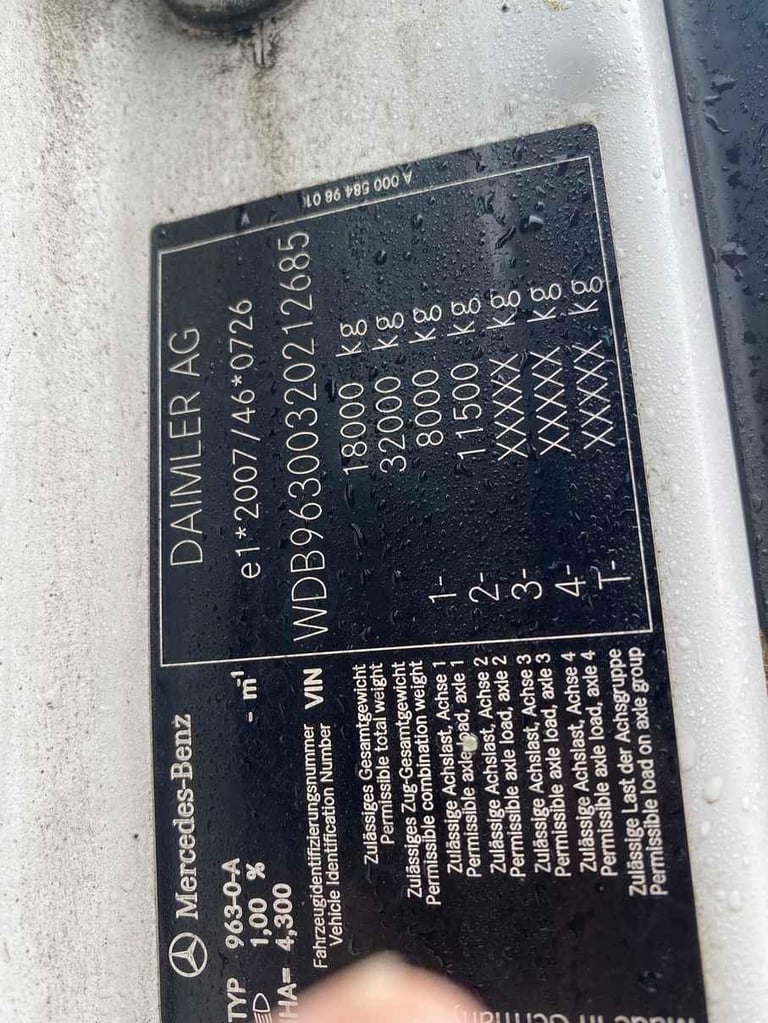 A 000 584 98 01
Mercedes-Benz
DAIMLER AG
TYP 963-0-A
- m¹
e1*2007/46*0726
1,00 %
IHA= 4,300
Fahrzeugidentifizierungsnummer
Vehicle Identification Number VIN
WDB9630032021 2685
Zulässiges Gesamtgewicht
Permissible total weight
18000 kg
Zulässiges Zug-Gesamtgewicht
Permissible combination weight
32000 kg
Zulässige Achslast, Achse 1
Permissible axle load, axle 1
1- 8000 kg
Zulässige Achslast, Achse 2
Permissible axle load, axle 2
2- 11500 kg
Zulässige Achslast, Achse 3
Permissible axle load, axle 3
3- XXXXX kg
Zulässige Achslast, Achse 4
Permissible axle load, axle 4
4- XXXXX kg
Zulässige Last der Achsgruppe
Permissible load on axle group
T- XXXXX kg